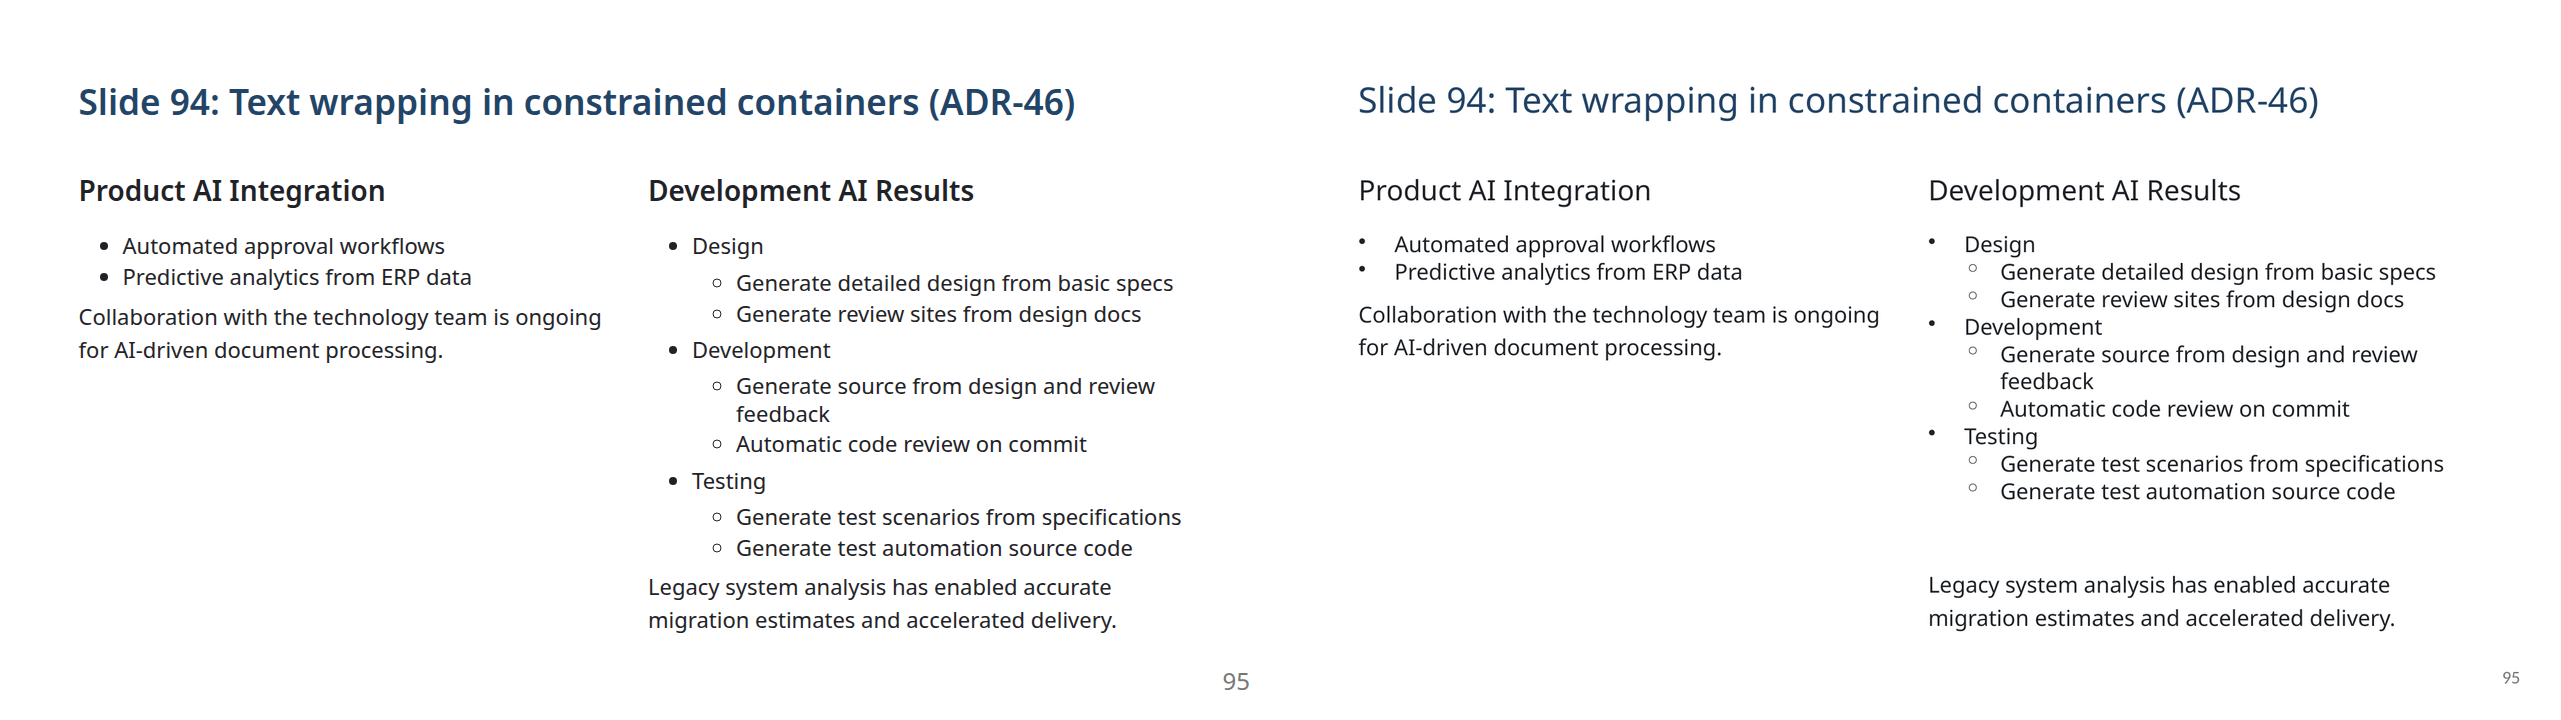 Slide 94: Text wrapping in constrained containers (ADR-46)
Product AI Integration
• Automated approval workflows
• Predictive analytics from ERP data
Collaboration with the technology team is ongoing
for AI-driven document processing.
Development AI Results
• Design
○ Generate detailed design from basic specs
○ Generate review sites from design docs
• Development
○ Generate source from design and review
feedback
○ Automatic code review on commit
• Testing
○ Generate test scenarios from specifications
○ Generate test automation source code
Legacy system analysis has enabled accurate
migration estimates and accelerated delivery.
95
Slide 94: Text wrapping in constrained containers (ADR-46)
Product AI Integration
• Automated approval workflows
• Predictive analytics from ERP data
Collaboration with the technology team is ongoing
for AI-driven document processing.
Development AI Results
• Design
○ Generate detailed design from basic specs
○ Generate review sites from design docs
• Development
○ Generate source from design and review
feedback
○ Automatic code review on commit
• Testing
○ Generate test scenarios from specifications
○ Generate test automation source code
Legacy system analysis has enabled accurate
migration estimates and accelerated delivery.
95